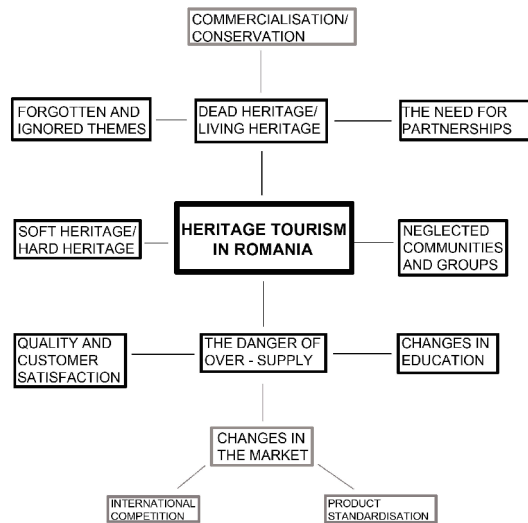 COMMERCIALISATION/
CONSERVATION
FORGOTTEN AND
IGNORED THEMES
DEAD HERITAGE/
LIVING HERITAGE
THE NEED FOR
PARTNERSHIPS
SOFT HERITAGE/
HARD HERITAGE
HERITAGE TOURISM
IN ROMANIA
NEGLECTED
COMMUNITIES
AND GROUPS
QUALITY AND
CUSTOMER
SATISFACTION
THE DANGER OF
OVER - SUPPLY
CHANGES IN
EDUCATION
CHANGES IN
THE MARKET
INTERNATIONAL
COMPETITION
PRODUCT
STANDARDISATION